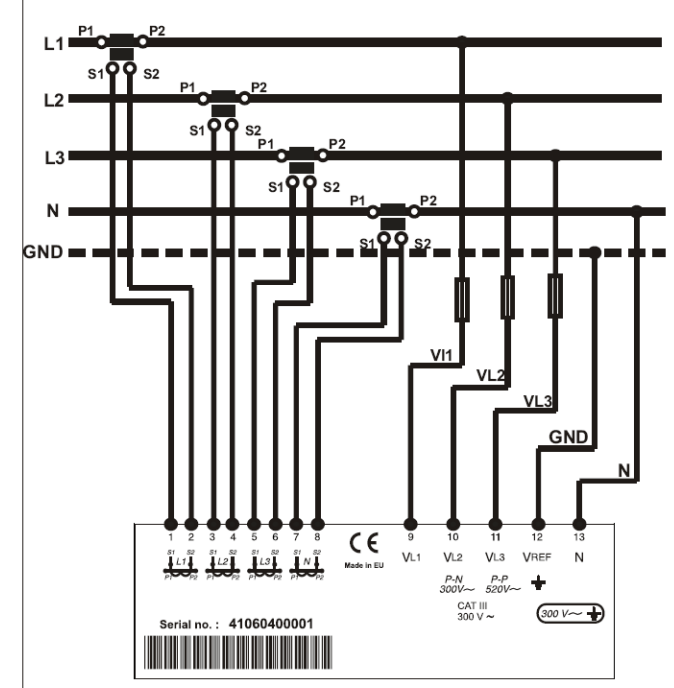 P1 P2
L1
S1 S2
P1 P2
L2
S1 S2
P1 P2
L3
S1 S2
P1 P2
N
S1 S2
GND
Vl1
VL2
VL3
GND
N
1 2 3 4 5 6 7 8 9 10 11 12 13
S1 S2 S1 S2 S1 S2 S1 S2
L1 L2 L3 N
P1 P2 P1 P2 P1 P2 P1 P2
CE
Made in EU
VL1 VL2 VL3 VREF N
P-N P-P
300V~ 520V~
CAT III
300 V ~
300 V~
Serial no. : 41060400001